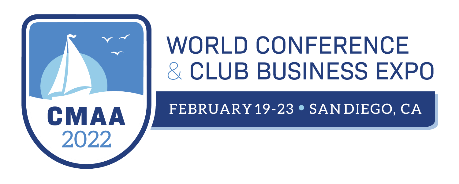 WORLD CONFERENCE
& CLUB BUSINESS EXPO
FEBRUARY 19-23 • SAN DIEGO, CA
CMAA
2022